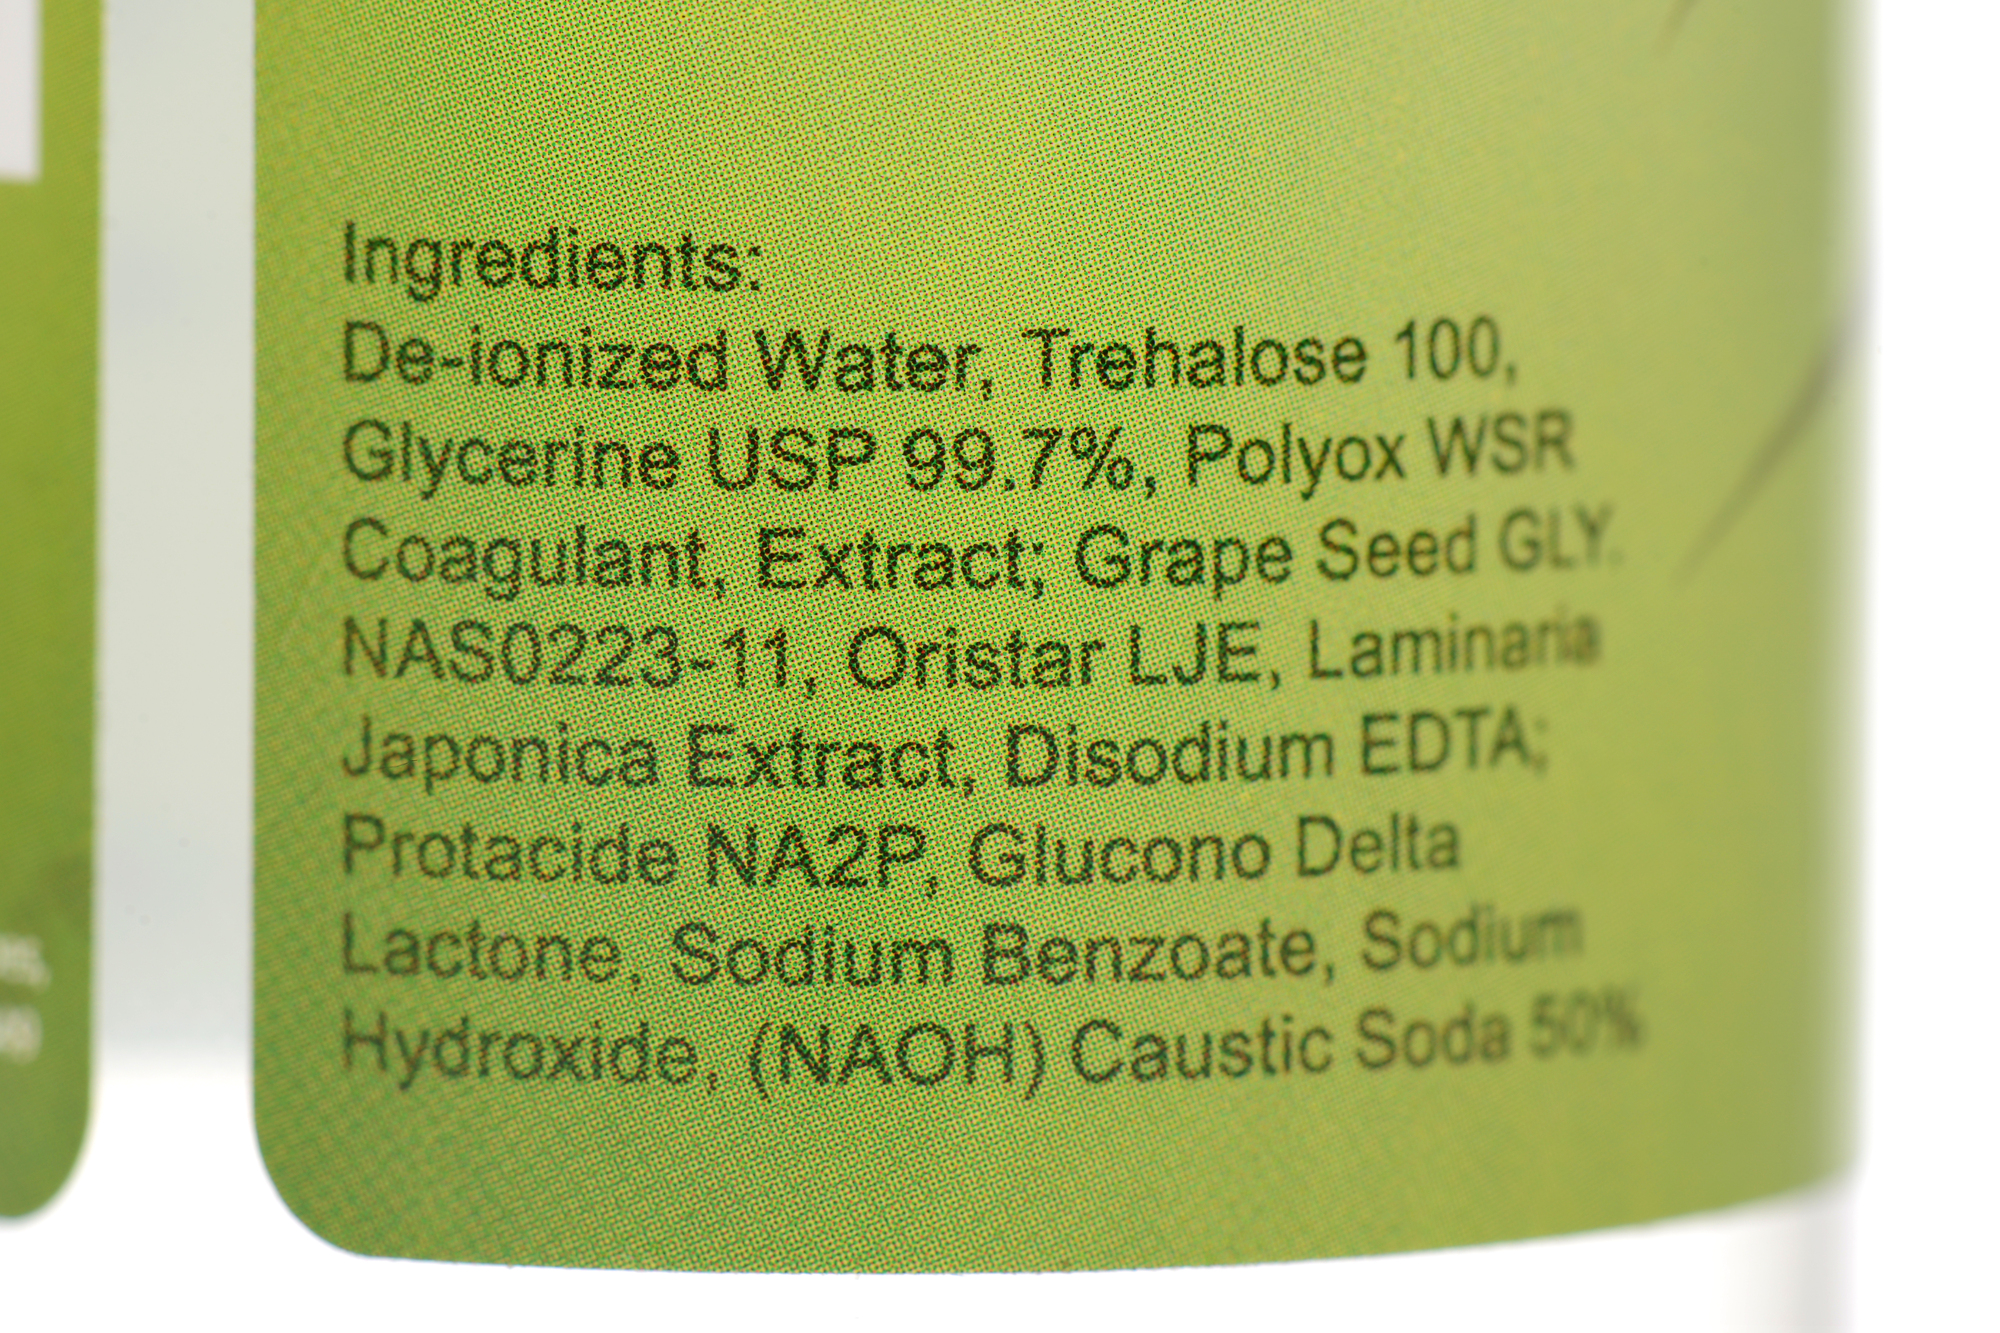 Ingredients:
De-ionized Water, Trehalose 100,
Glycerine USP 99.7%, Polyox WSR
Coagulant, Extract; Grape Seed GLY.
NAS0223-11, Oristar LJE, Laminaria
Japonica Extract, Disodium EDTA;
Protacide NA2P, Glucono Delta
Lactone, Sodium Benzoate, Sodium
Hydroxide, (NAOH) Caustic Soda 50%